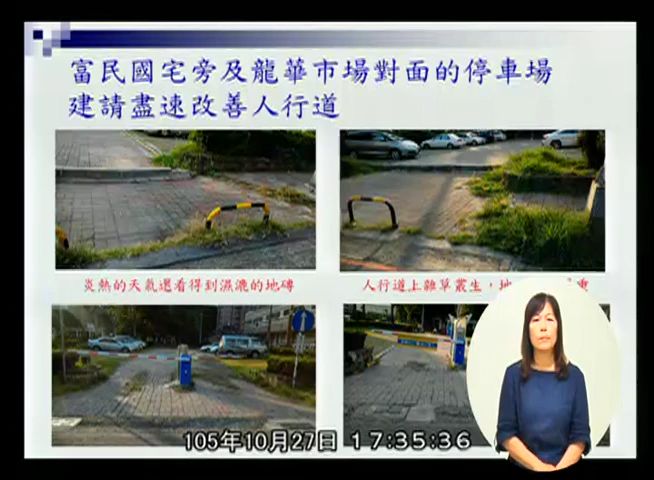 富民國宅旁及龍華市場對面的停車場
建請盡速改善人行道
炎熱的天氣還看得到濕漉的地磚
人行道上雜草叢生，地
105年10月27日 17:35:36